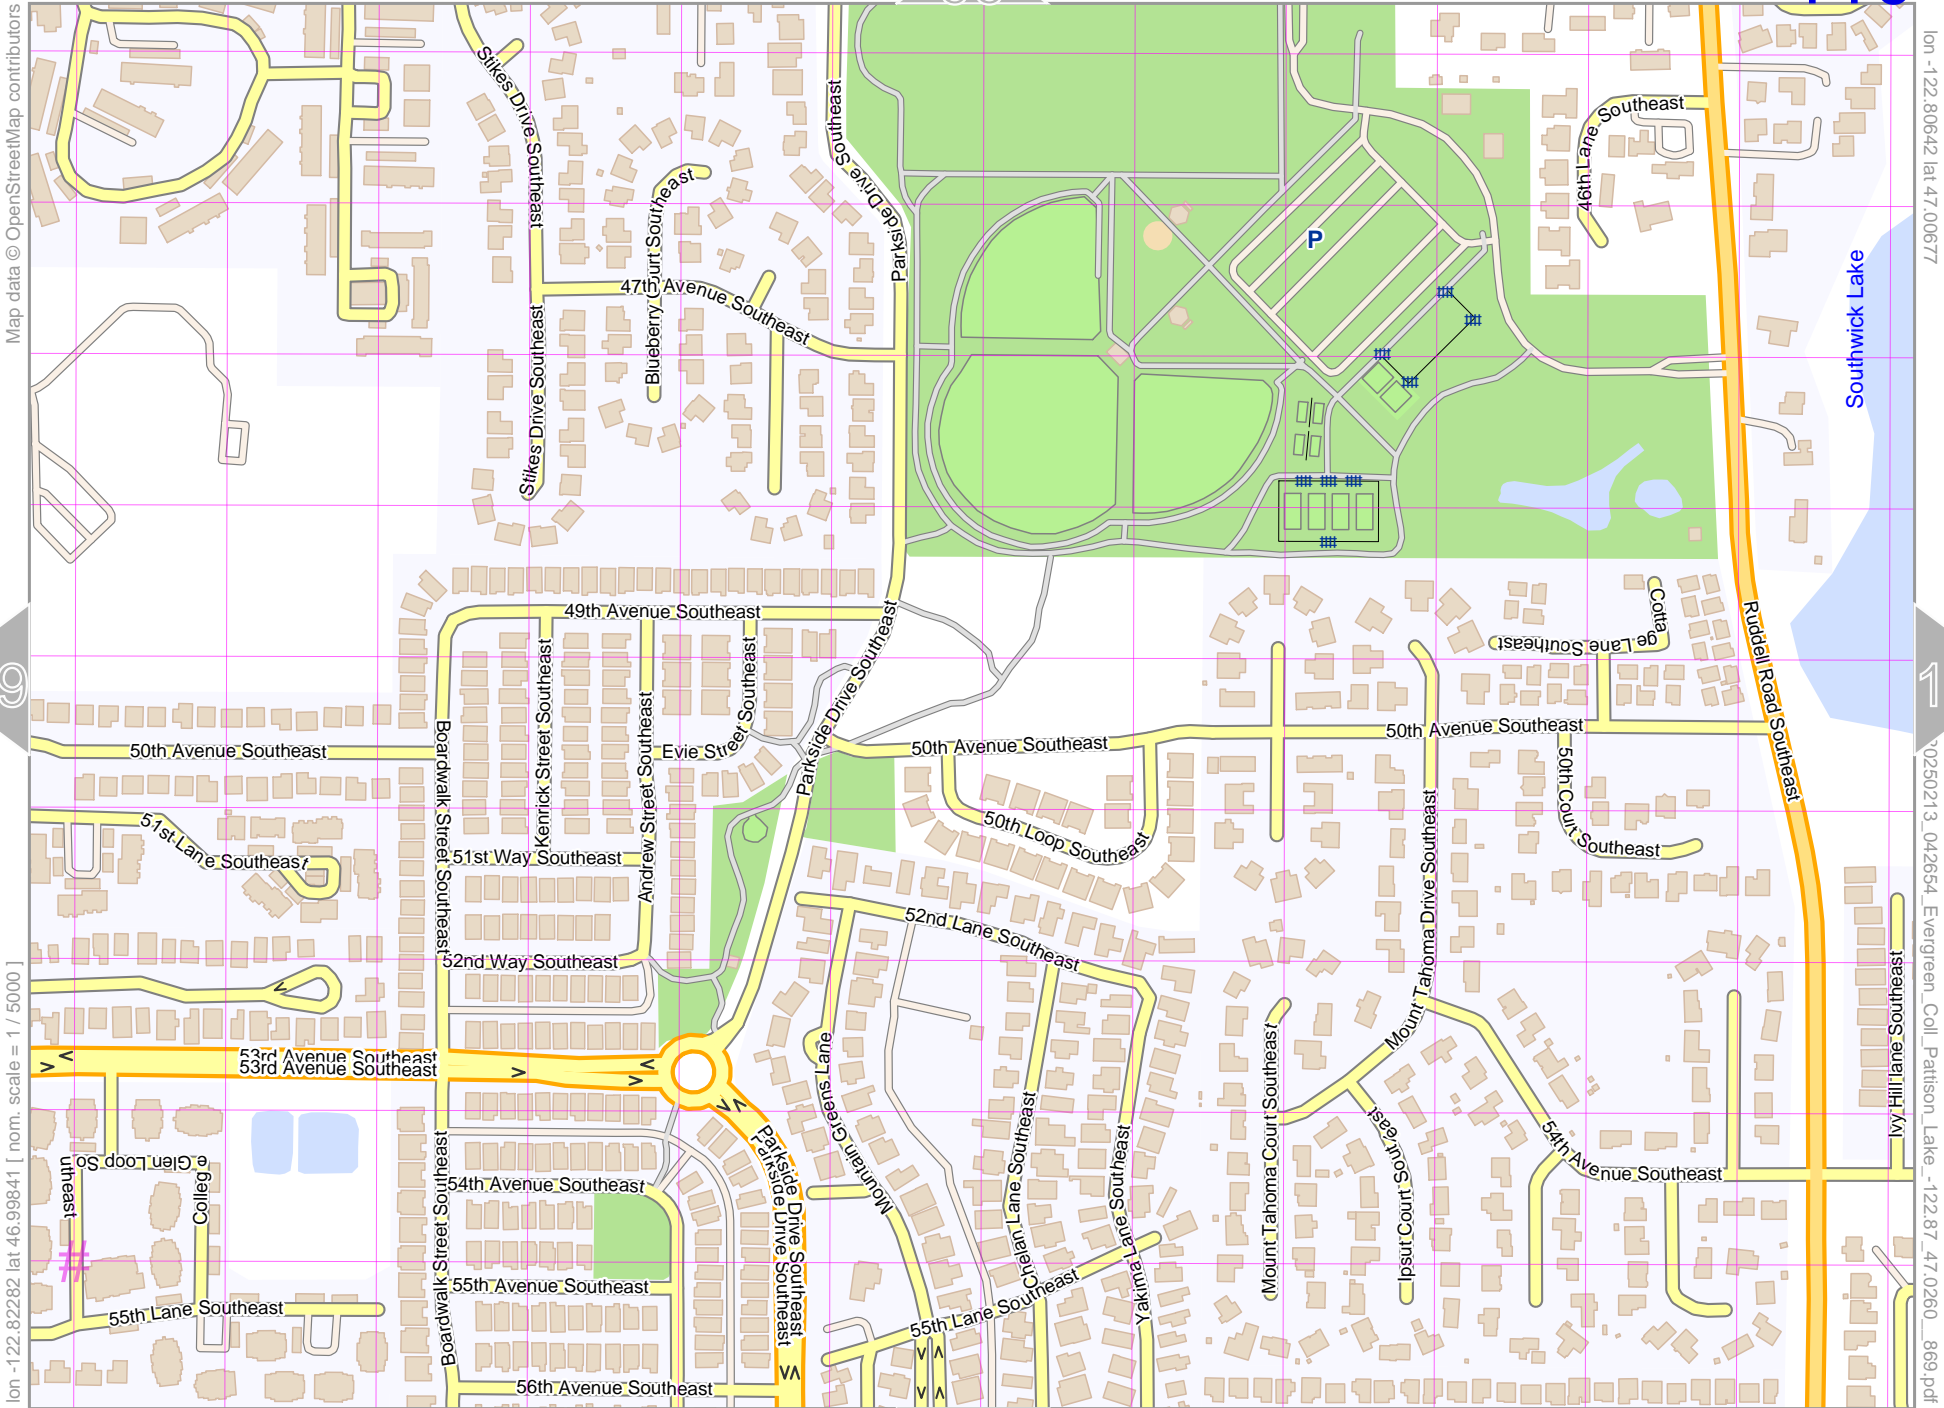 Map data © OpenStreetMap contributors
lon -122.82282 lat 46.99841 [ nom. scale = 1 / 5000 ]
lon -122.80642 lat 47.00677
20250213_042654_Evergreen_Coll_Pattison_Lake_-122.87_47.0260__869.pdf
9
1
Stikes Drive Southeast
Stikes Drive Southeast
Blueberry Court Southeast
47th Avenue Southeast
Parkside Drive Southeast
Parkside Drive Southeast
P
46th Lane Southeast
Southwick Lake
49th Avenue Southeast
Cottage Lane Southeast
Ruddell Road Southeast
Boardwalk Street Southeast
Kenrick Street Southeast
Andrew Street Southeast
Evie Street Southeast
50th Avenue Southeast
50th Avenue Southeast
50th Avenue Southeast
50th Court Southeast
50th Loop Southeast
51st Lane Southeast
51st Way Southeast
52nd Way Southeast
52nd Lane Southeast
Mount Tahoma Drive Southeast
53rd Avenue Southeast
53rd Avenue Southeast
Mountain Greens Lane
Chelan Lane Southeast
Yakima Lane Southeast
Mount Tahoma Court Southeast
Ipsut Court Southeast
54th Avenue Southeast
Ivy Hill lane Southeast
College Glen Loop Southeast
54th Avenue Southeast
Parkside Drive Southeast
Parkside Drive Southeast
#
55th Avenue Southeast
55th Lane Southeast
55th Lane Southeast
Boardwalk Street Southeast
56th Avenue Southeast